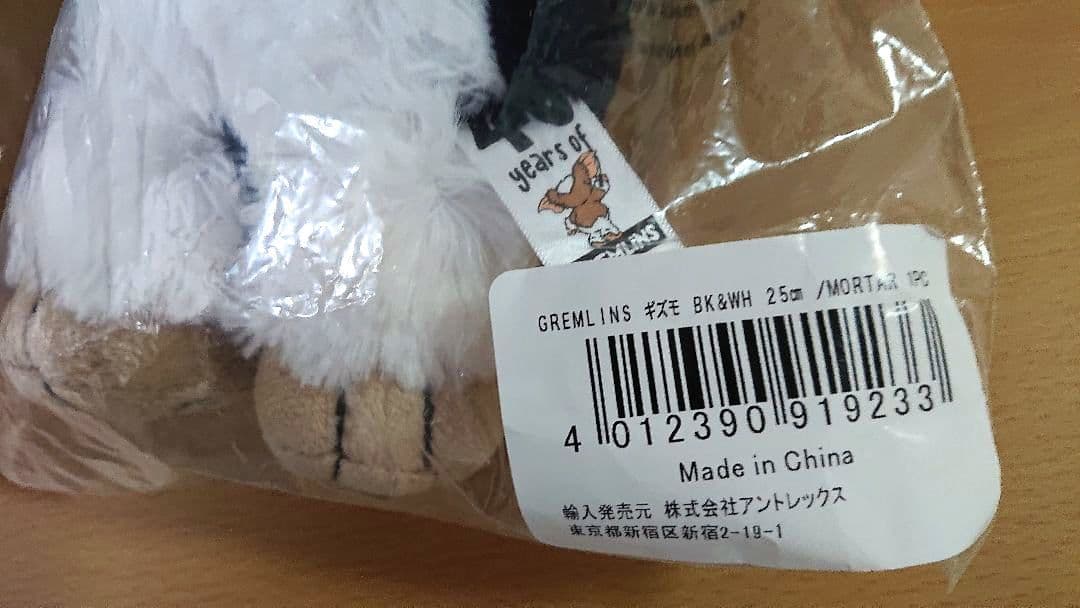 40
years of
GREMLINS
GREMLINS ギズモ BK&WH 25㎝ /MORTAR 1PC
4 012390 919233
Made in China
輸入発売元 株式会社アントレックス
東京都新宿区新宿2-19-1